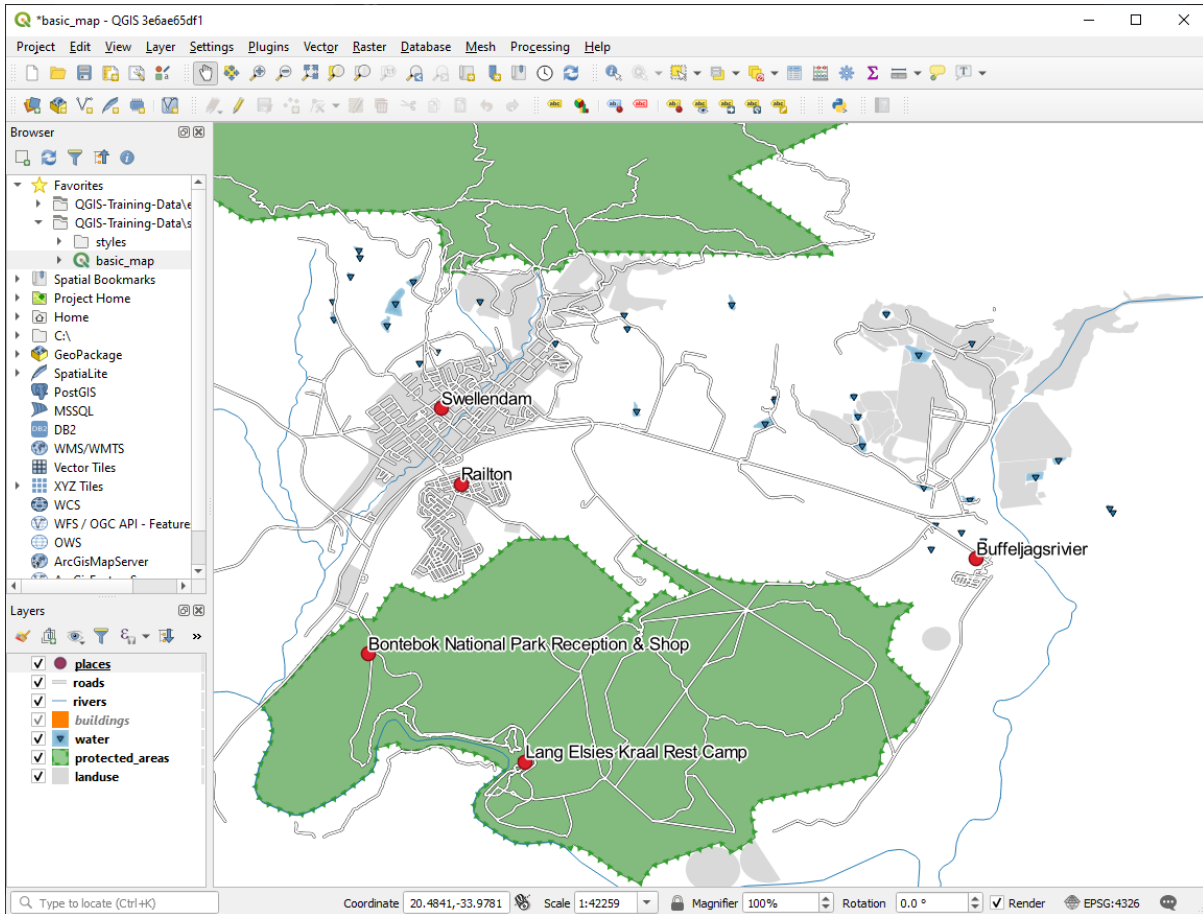 *basic_map - QGIS 3e6ae65df1
Project Edit View Layer Settings Plugins Vector Raster Database Mesh Processing Help
Browser
Favorites
QGIS-Training-Data\e
QGIS-Training-Data\s
styles
basic_map
Spatial Bookmarks
Project Home
Home
C:\
GeoPackage
SpatiaLite
PostGIS
MSSQL
DB2
WMS/WMTS
Vector Tiles
XYZ Tiles
WCS
WFS / OGC API - Feature
OWS
ArcGisMapServer
Layers
places
roads
rivers
buildings
water
protected_areas
landuse
Swellendam
Railton
Buffeljagsrivier
Bontebok National Park Reception & Shop
Lang Elsies Kraal Rest Camp
Type to locate (Ctrl+K) Coordinate 20.4841,-33.9781 Scale 1:42259 Magnifier 100% Rotation 0.0 ° Render EPSG:4326